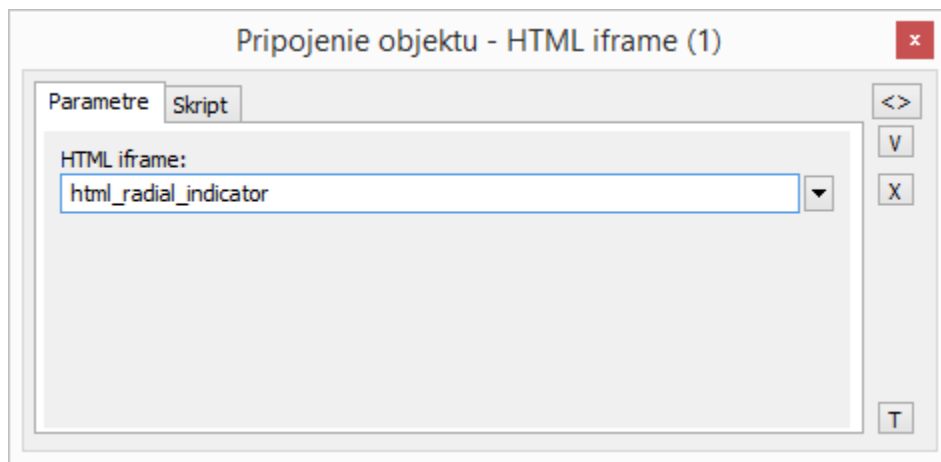 Pripojenie objektu - HTML iframe (1)
x
Parametre
Skript
<>
V
HTML iframe:
html_radial_indicator
X
T